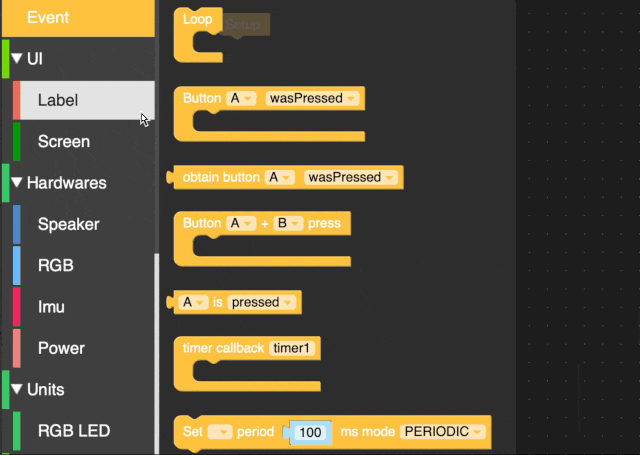 Event
▼ UI
Label
Screen
▼ Hardwares
Speaker
RGB
Imu
Power
▼ Units
RGB LED
Loop
Setup
Button A wasPressed
obtain button A wasPressed
Button A + B press
A is pressed
timer callback timer1
Set period 100 ms mode PERIODIC